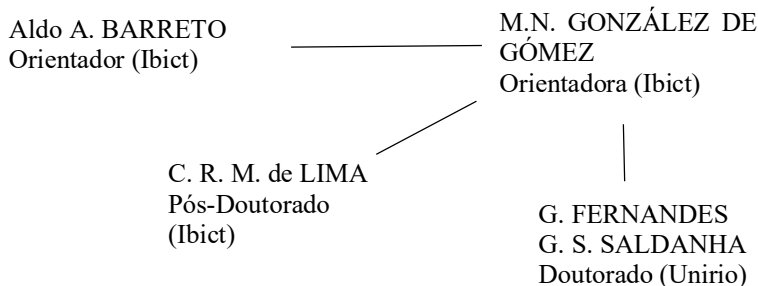 Aldo A. BARRETO
Orientador (Ibict)
M.N. GONZÁLEZ DE
GÓMEZ
Orientadora (Ibict)
C. R. M. de LIMA
Pós-Doutorado
(Ibict)
G. FERNANDES
G. S. SALDANHA
Doutorado (Unirio)